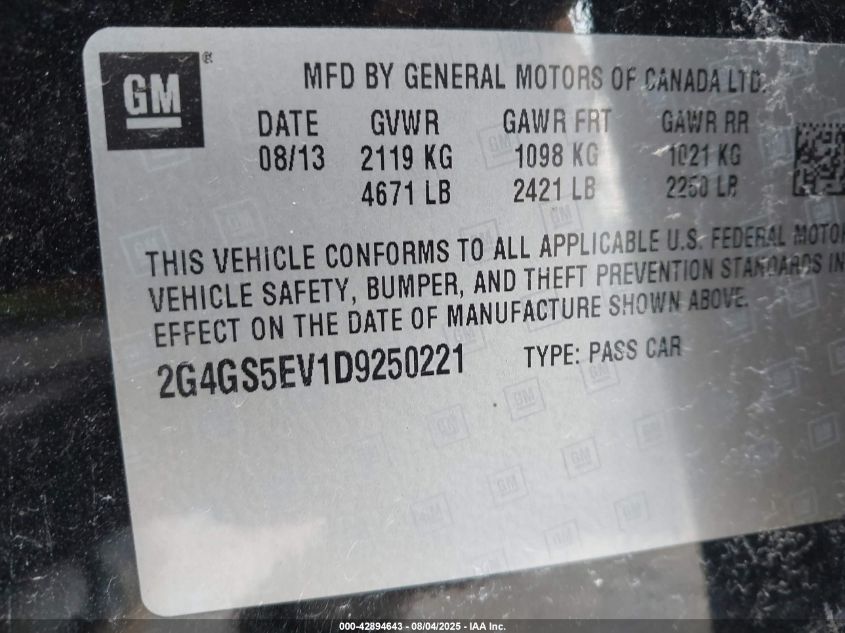 GM®
MFD BY GENERAL MOTORS OF CANADA LTD.
DATE GVWR GAWR FRT GAWR RR
08/13 2119 KG 1098 KG 1021 KG
4671 LB 2421 LB 2250 LB
THIS VEHICLE CONFORMS TO ALL APPLICABLE U.S. FEDERAL MOTOR
VEHICLE SAFETY, BUMPER, AND THEFT PREVENTION STANDARDS IN
EFFECT ON THE DATE OF MANUFACTURE SHOWN ABOVE.
2G4GS5EV1D9250221 TYPE: PASS CAR
000-42894643 - 08/04/2025 - IAA Inc.